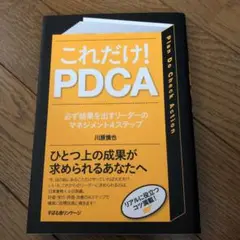 これだけ!
PDCA
Plan Do Check Action
必ず結果を出すリーダーの
マネジメント4ステップ
川原慎也
ひとつ上の成果が
求められるあなたへ
リアルに役立つ
コツ満載!
すばる舎リンケージ